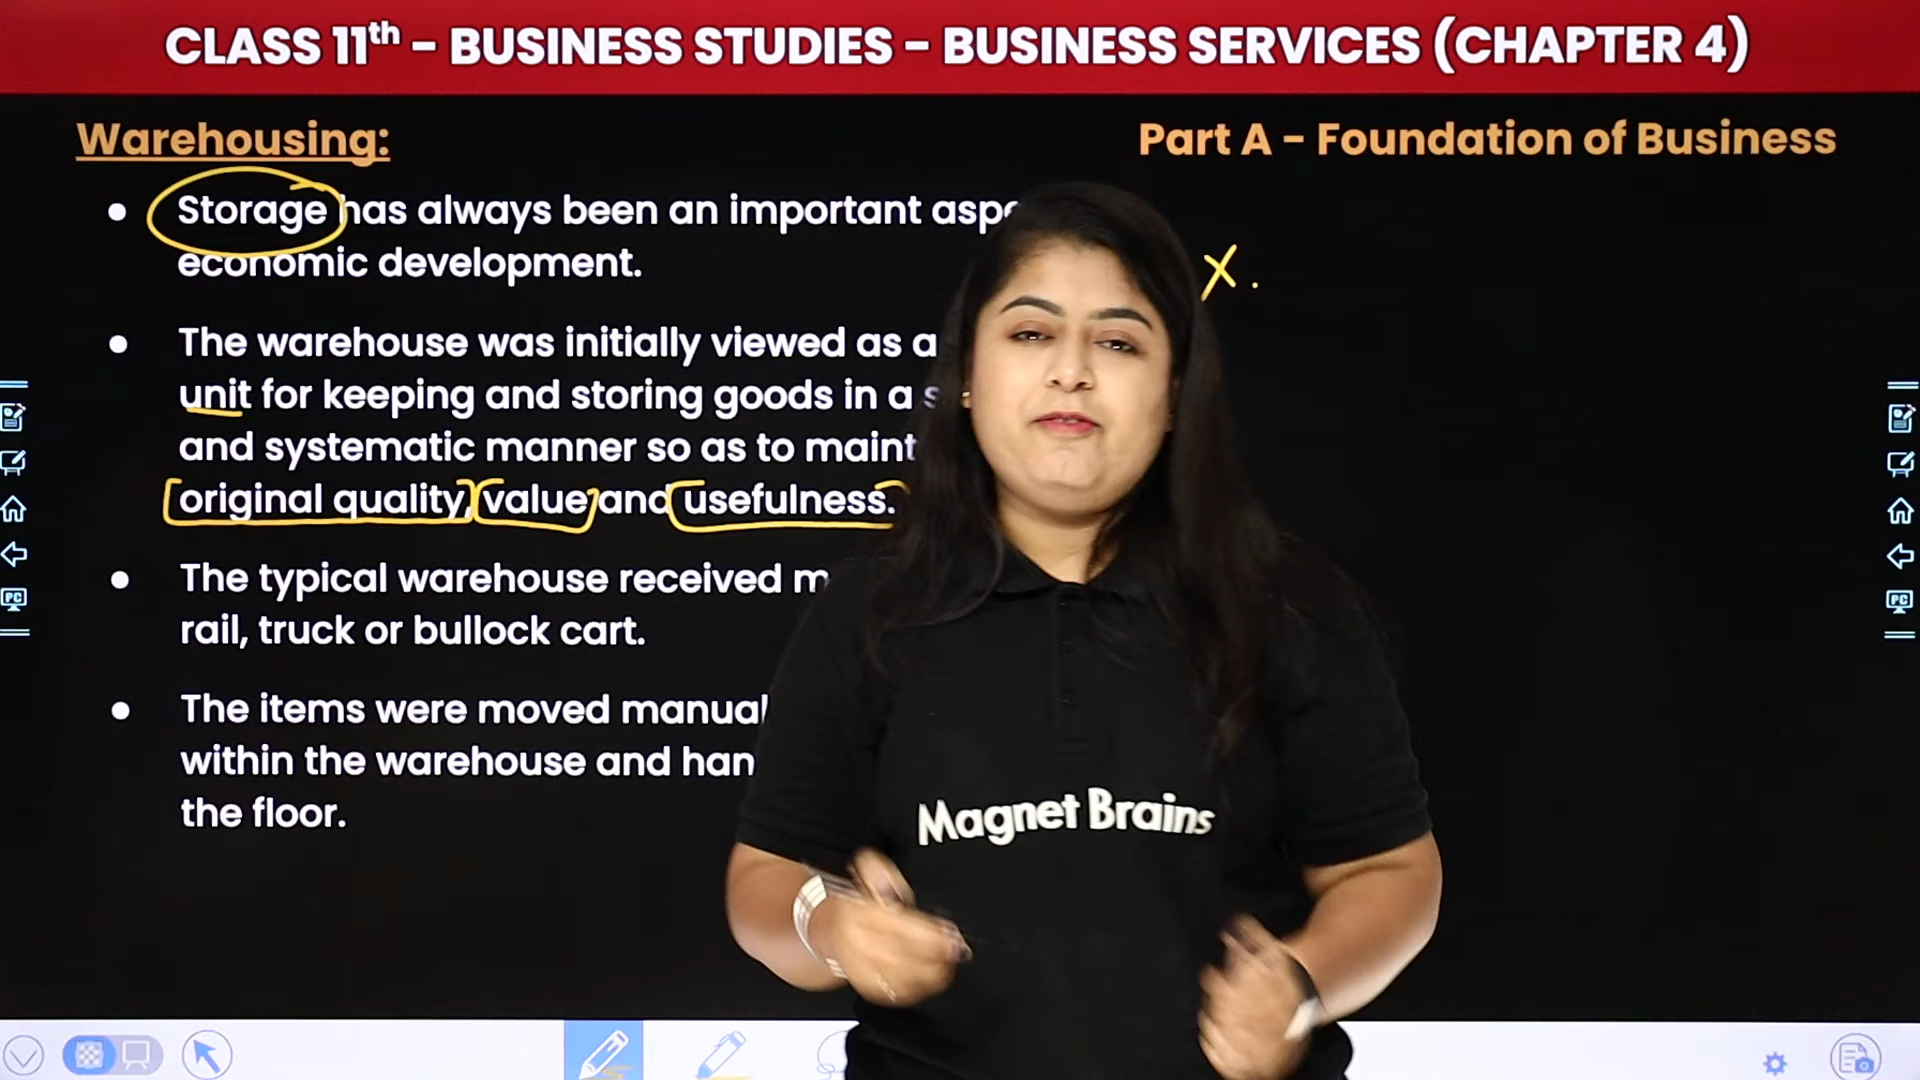 CLASS 11th - BUSINESS STUDIES - BUSINESS SERVICES (CHAPTER 4)
Warehousing:
Part A - Foundation of Business
● Storage has always been an important
economic development.
X.
● The warehouse was initially viewed as a
unit for keeping and storing goods in a
and systematic manner so as to
original quality, value and usefulness.
● The typical warehouse received
rail, truck or bullock cart.
● The items were moved
within the warehouse and
the floor.
Magnet Brains
PC
PC